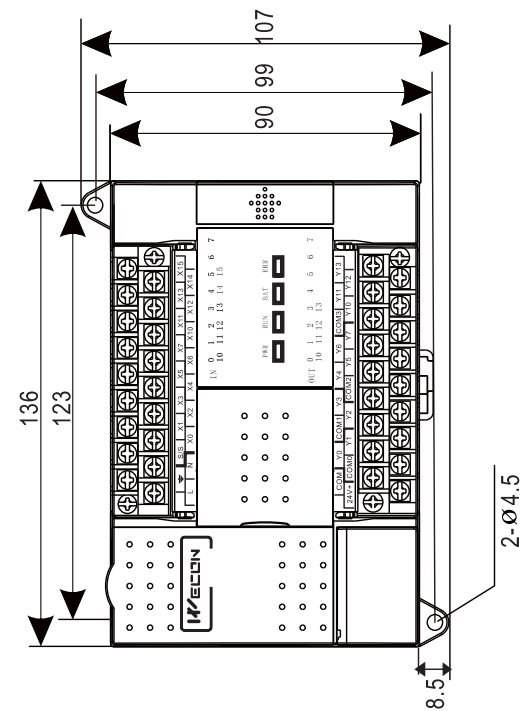 107
99
90
136
123
8.5
2-Ø4.5
WECON
L N X0 X2 X4 X6 X10 X12 X14
⏚ S/S X1 X3 X5 X7 X11 X13 X15
IN 0 1 2 3 4 5 6 7
10 11 12 13 14 15
PWR RUN BAT ERR
OUT 0 1 2 3 4 5 6 7
10 11 12 13
COM Y0 COM1 Y3 Y4 Y6 COM3 Y11 Y13
24V+ COM0 Y1 Y2 COM2 Y5 Y7 Y10 Y12